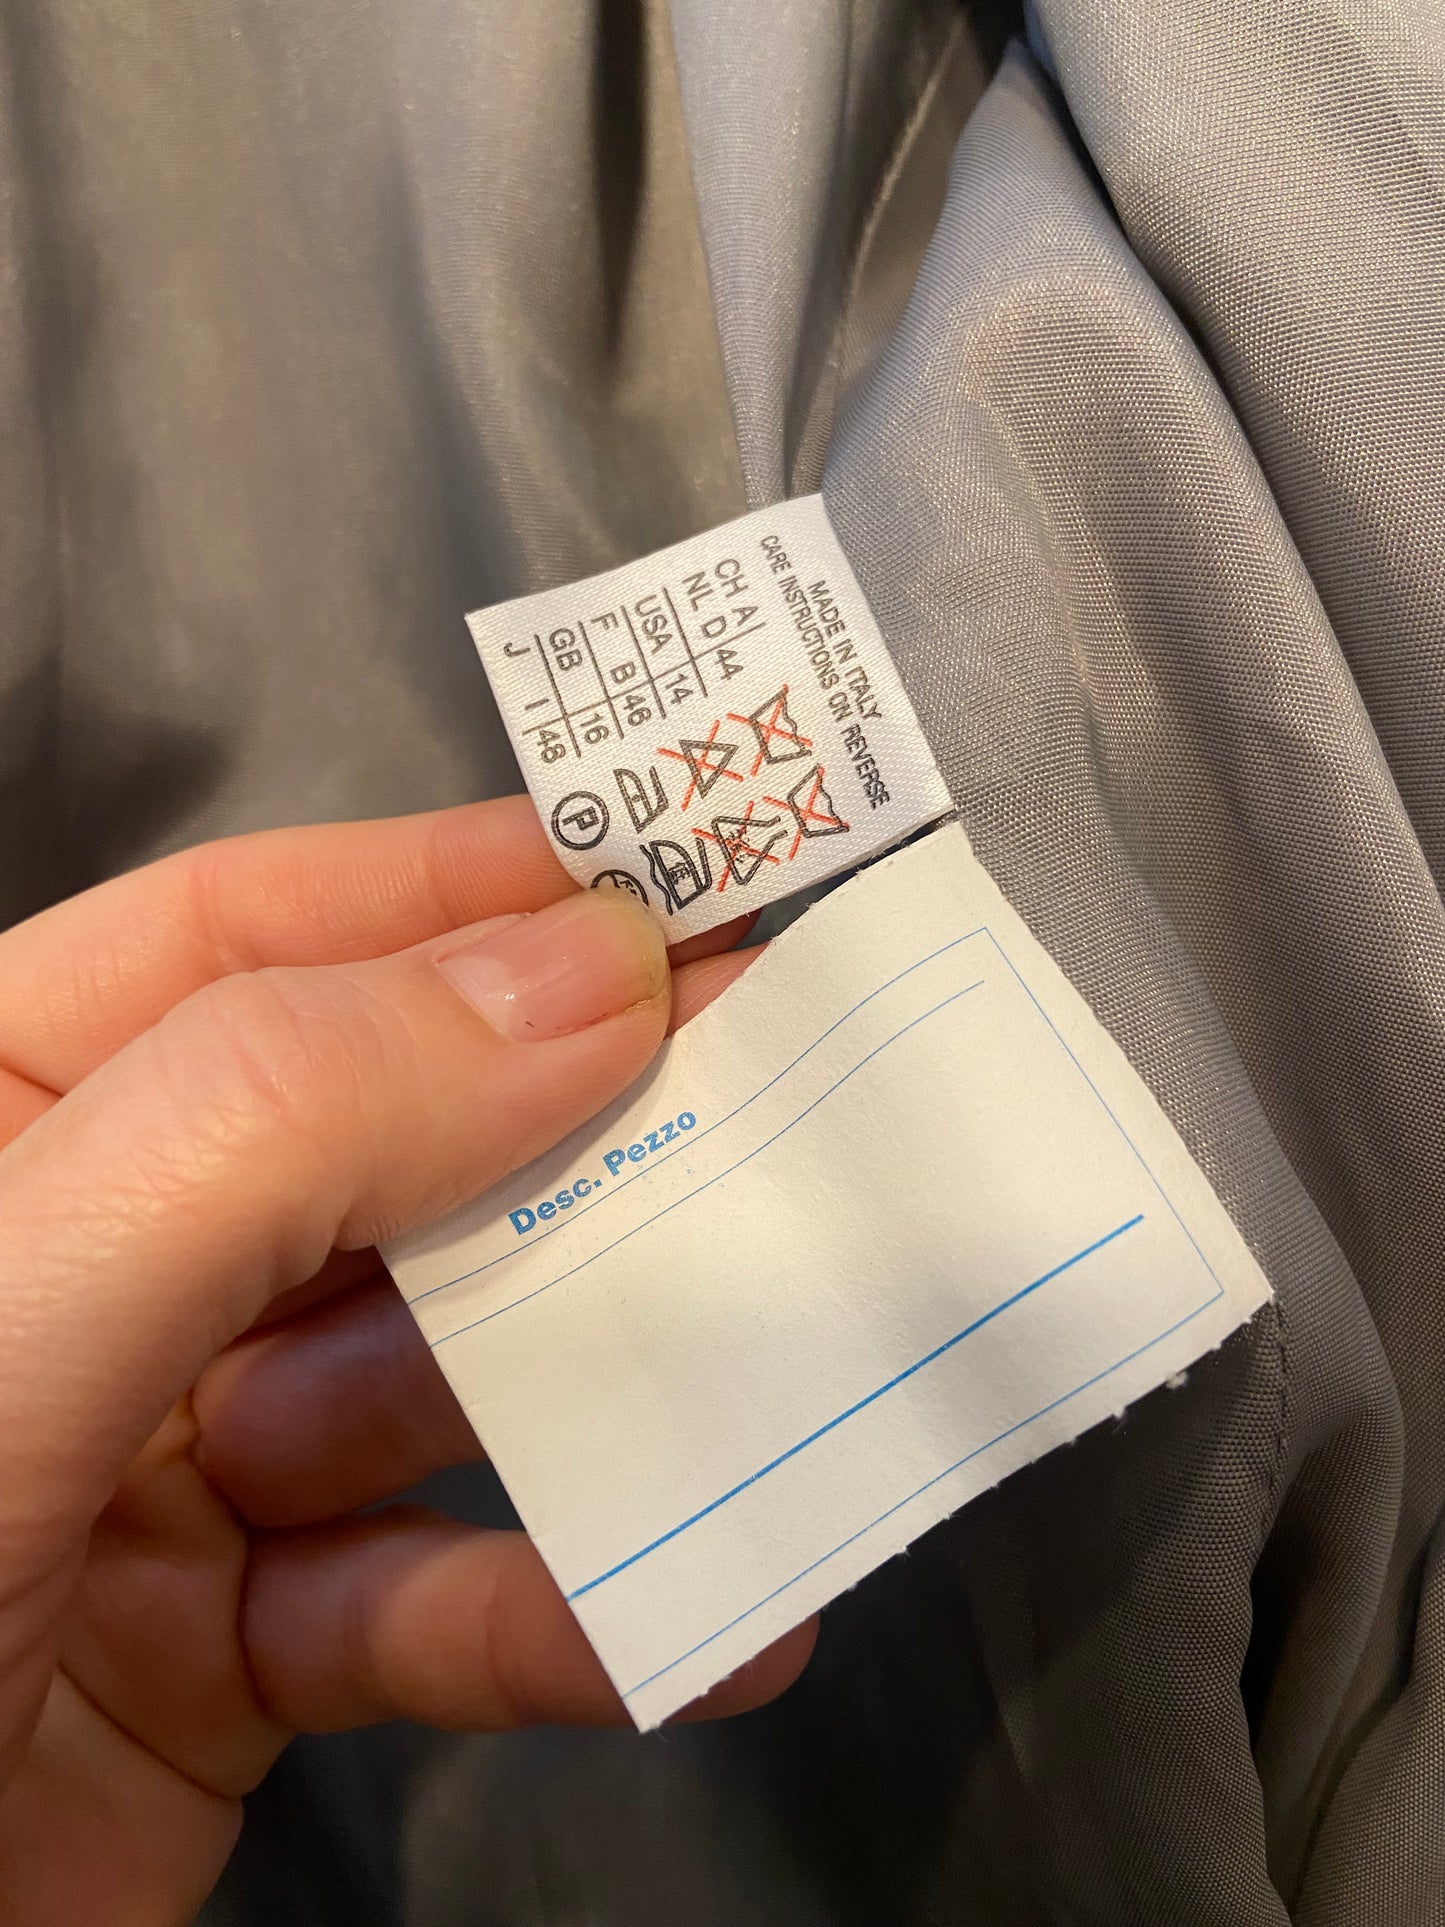 MADE IN ITALY
CARE INSTRUCTIONS ON REVERSE
CH A
NL D 44
USA 14
F B 46
GB 16
J I 48
P
Desc. Pezzo